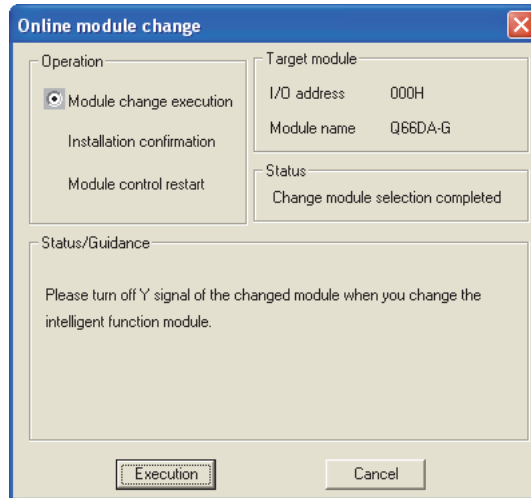 Online module change
Operation
Module change execution
Installation confirmation
Module control restart
Target module
I/O address 000H
Module name Q66DA-G
Status
Change module selection completed
Status/Guidance
Please turn off Y signal of the changed module when you change the
intelligent function module.
Execution Cancel